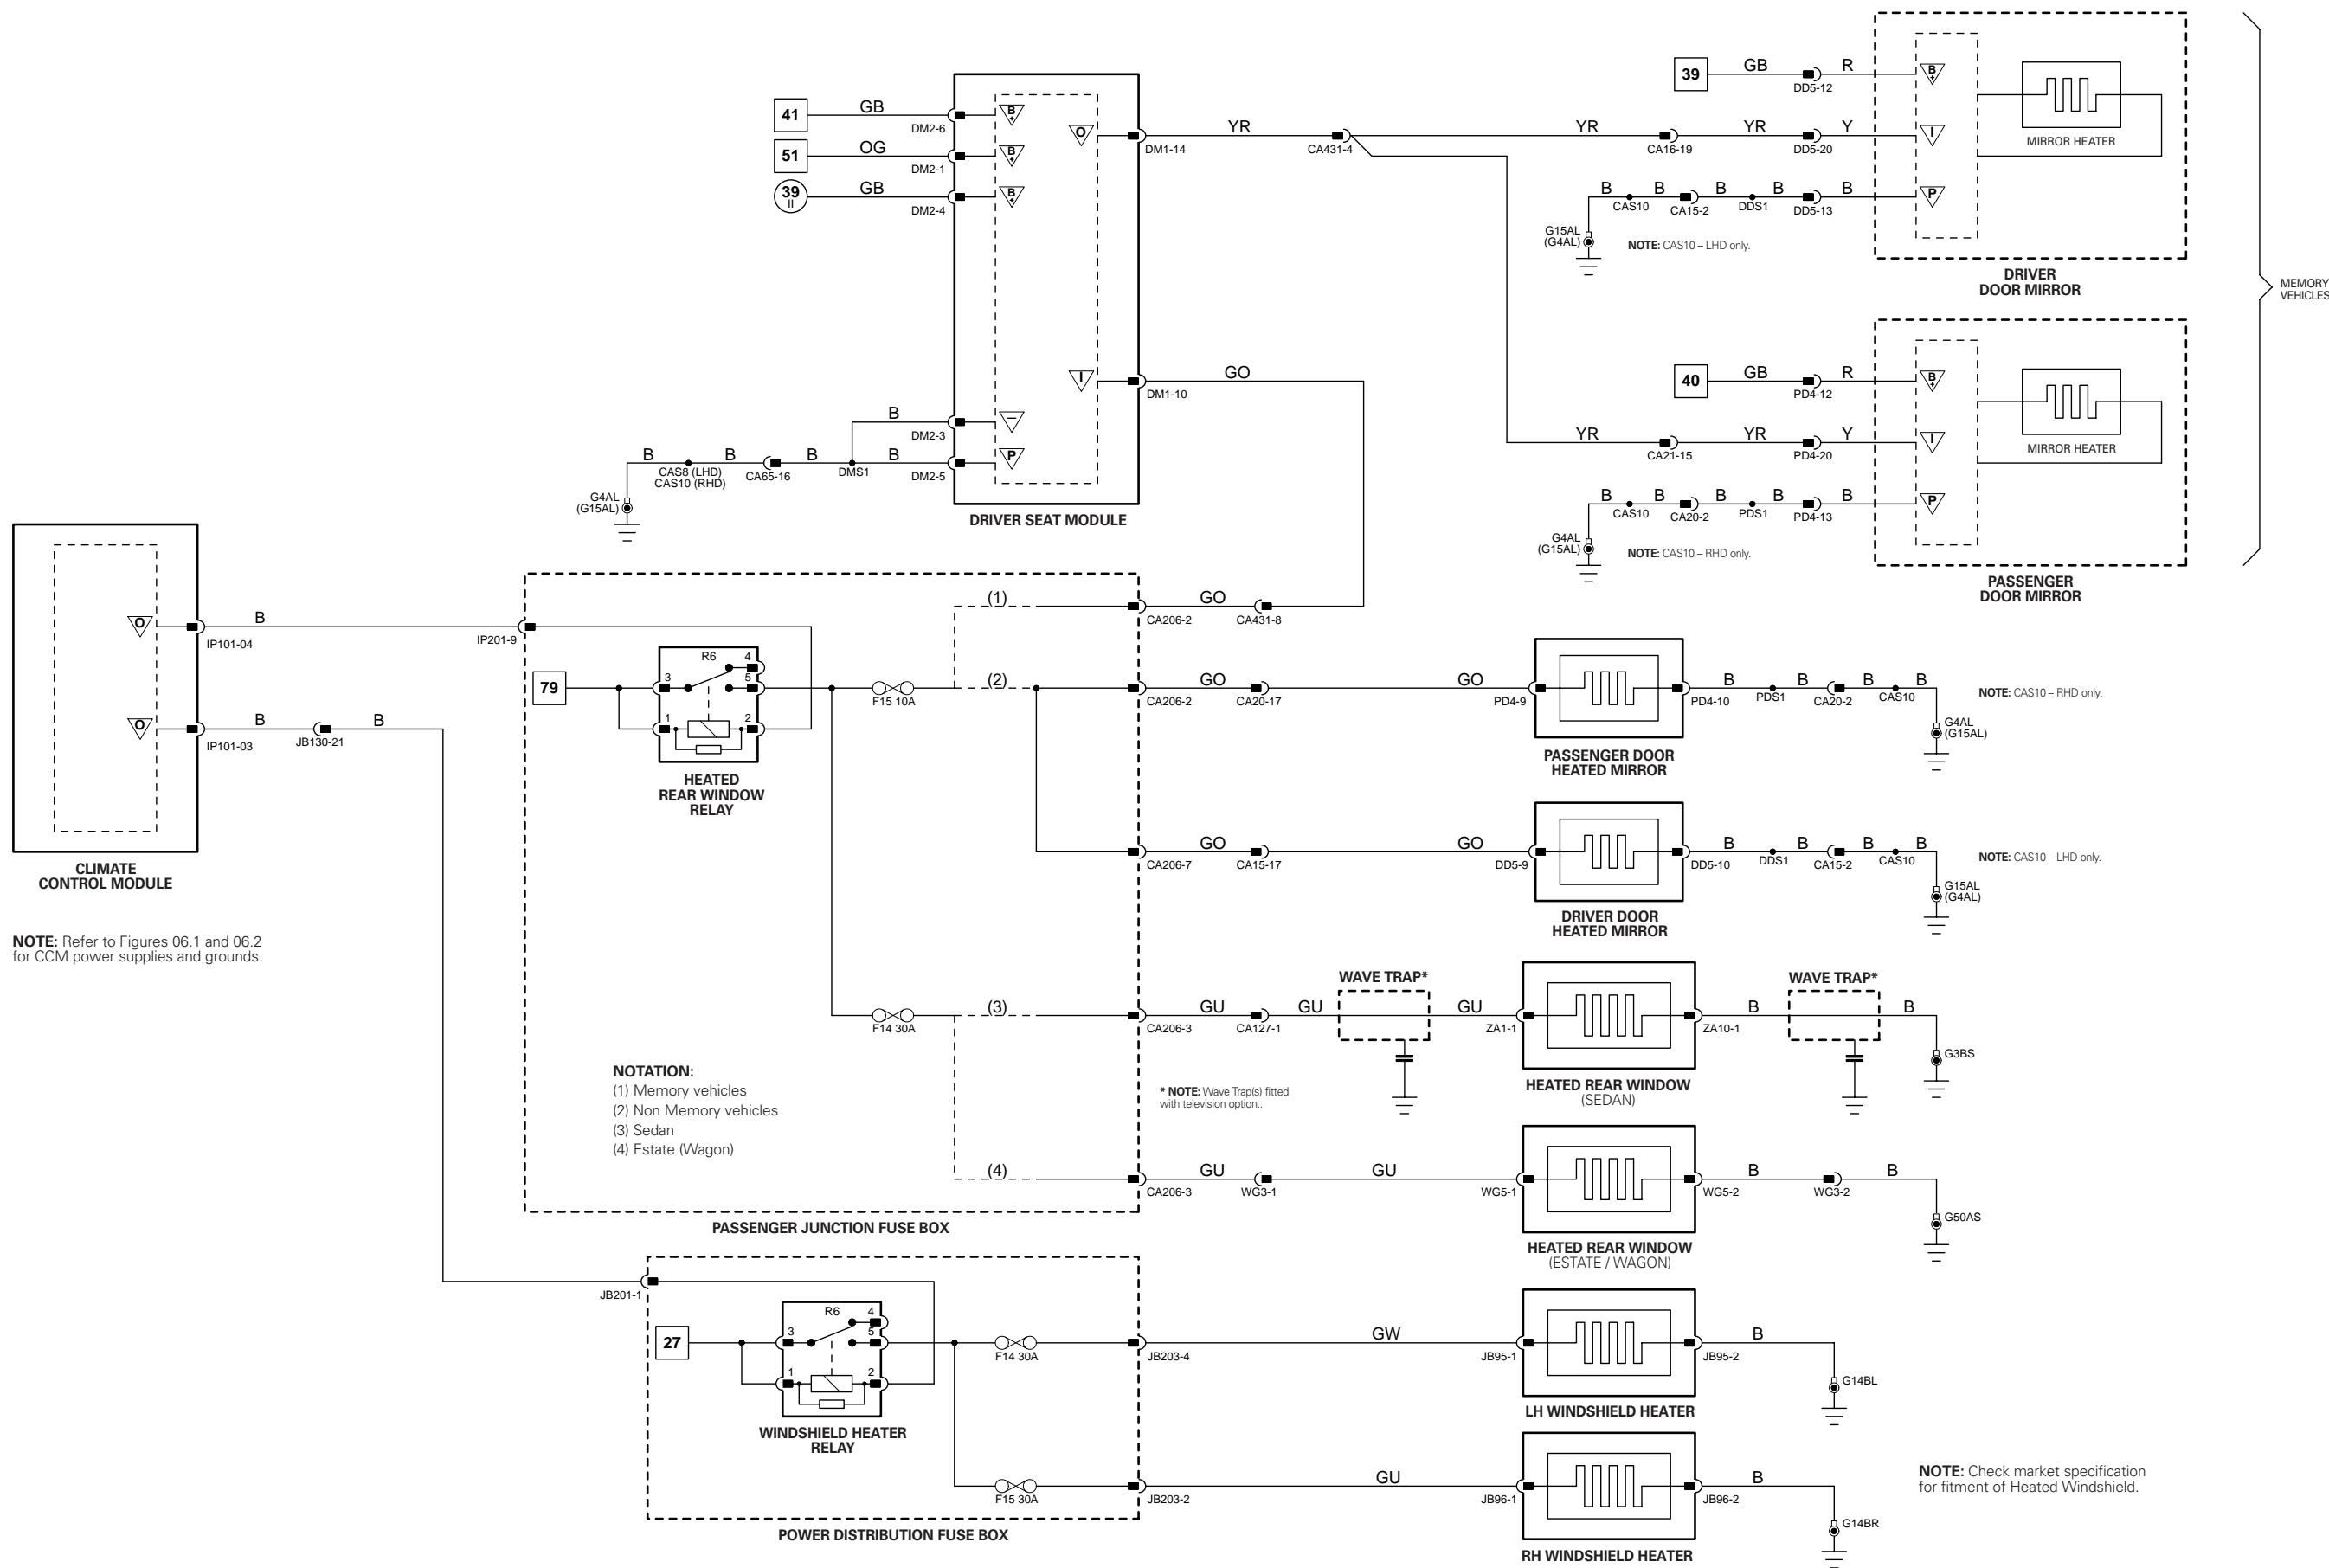 39
GB
R
DD5-12
B+
41
GB
DM2-6
B+
O
YR
DM1-14
CA431-4
YR
CA16-19
YR
DD5-20
Y
I
MIRROR HEATER
51
OG
DM2-1
B+
39
II
GB
DM2-4
B+
B
CAS10
B
CA15-2
B
DDS1
B
DD5-13
B
P
G15AL
(G4AL)
NOTE: CAS10 – LHD only.
DRIVER
DOOR MIRROR
MEMORY
VEHICLES
I
GO
DM1-10
40
GB
R
PD4-12
B+
B
DM2-3
–
YR
CA21-15
YR
PD4-20
Y
I
MIRROR HEATER
B
CAS8 (LHD)
CAS10 (RHD)
B
CA65-16
B
DMS1
B
DM2-5
P
G4AL
(G15AL)
DRIVER SEAT MODULE
B
CAS10
B
CA20-2
B
PDS1
B
PD4-13
B
P
G4AL
(G15AL)
NOTE: CAS10 – RHD only.
PASSENGER
DOOR MIRROR
O
B
IP101-04
IP201-9
(1)
GO
CA206-2
CA431-8
79
R6
3
4
5
1
2
F15 10A
(2)
GO
CA206-2
CA20-17
GO
PD4-9
PD4-10
B
PDS1
B
CA20-2
B
CAS10
B
NOTE: CAS10 – RHD only.
G4AL
(G15AL)
PASSENGER DOOR
HEATED MIRROR
O
B
IP101-03
JB130-21
B
HEATED
REAR WINDOW
RELAY
CLIMATE
CONTROL MODULE
GO
CA206-7
CA15-17
GO
DD5-9
DD5-10
B
DDS1
B
CA15-2
B
CAS10
B
NOTE: CAS10 – LHD only.
G15AL
(G4AL)
DRIVER DOOR
HEATED MIRROR
NOTE: Refer to Figures 06.1 and 06.2
for CCM power supplies and grounds.
F14 30A
(3)
GU
CA206-3
CA127-1
GU
WAVE TRAP*
GU
ZA1-1
ZA10-1
B
WAVE TRAP*
B
G3BS
HEATED REAR WINDOW
(SEDAN)
* NOTE: Wave Trap(s) fitted
with television option..
NOTATION:
(1) Memory vehicles
(2) Non Memory vehicles
(3) Sedan
(4) Estate (Wagon)
(4)
GU
CA206-3
WG3-1
GU
WG5-1
WG5-2
B
WG3-2
B
G50AS
HEATED REAR WINDOW
(ESTATE / WAGON)
PASSENGER JUNCTION FUSE BOX
JB201-1
27
R6
3
4
5
1
2
F14 30A
JB203-4
GW
JB95-1
JB95-2
B
G14BL
LH WINDSHIELD HEATER
WINDSHIELD HEATER
RELAY
F15 30A
JB203-2
GU
JB96-1
JB96-2
B
G14BR
RH WINDSHIELD HEATER
POWER DISTRIBUTION FUSE BOX
NOTE: Check market specification
for fitment of Heated Windshield.